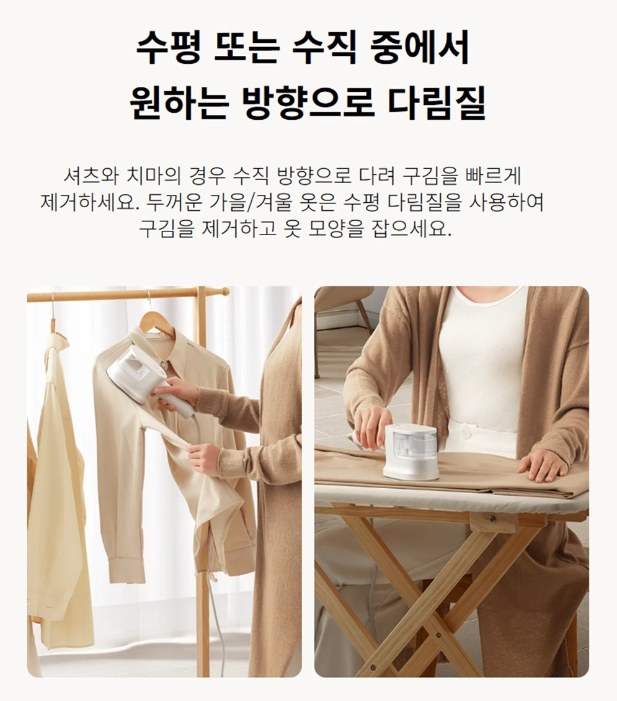 수평 또는 수직 중에서
원하는 방향으로 다림질
셔츠와 치마의 경우 수직 방향으로 다려 구김을 빠르게
제거하세요. 두꺼운 가을/겨울 옷은 수평 다림질을 사용하여
구김을 제거하고 옷 모양을 잡으세요.